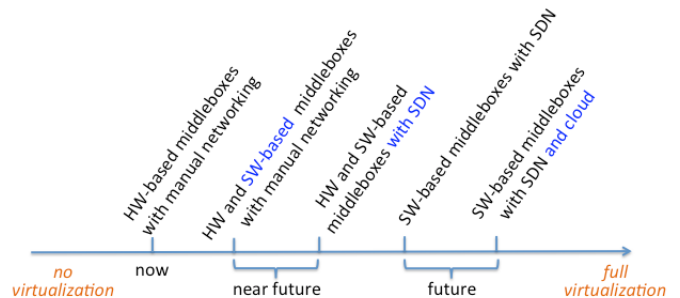 HW-based middleboxes
with manual networking
HW and SW-based middleboxes
with manual networking
HW and SW-based
middleboxes with SDN
SW-based middleboxes with SDN
SW-based middleboxes
with SDN and cloud
no
virtualization
now
near future
future
full
virtualization